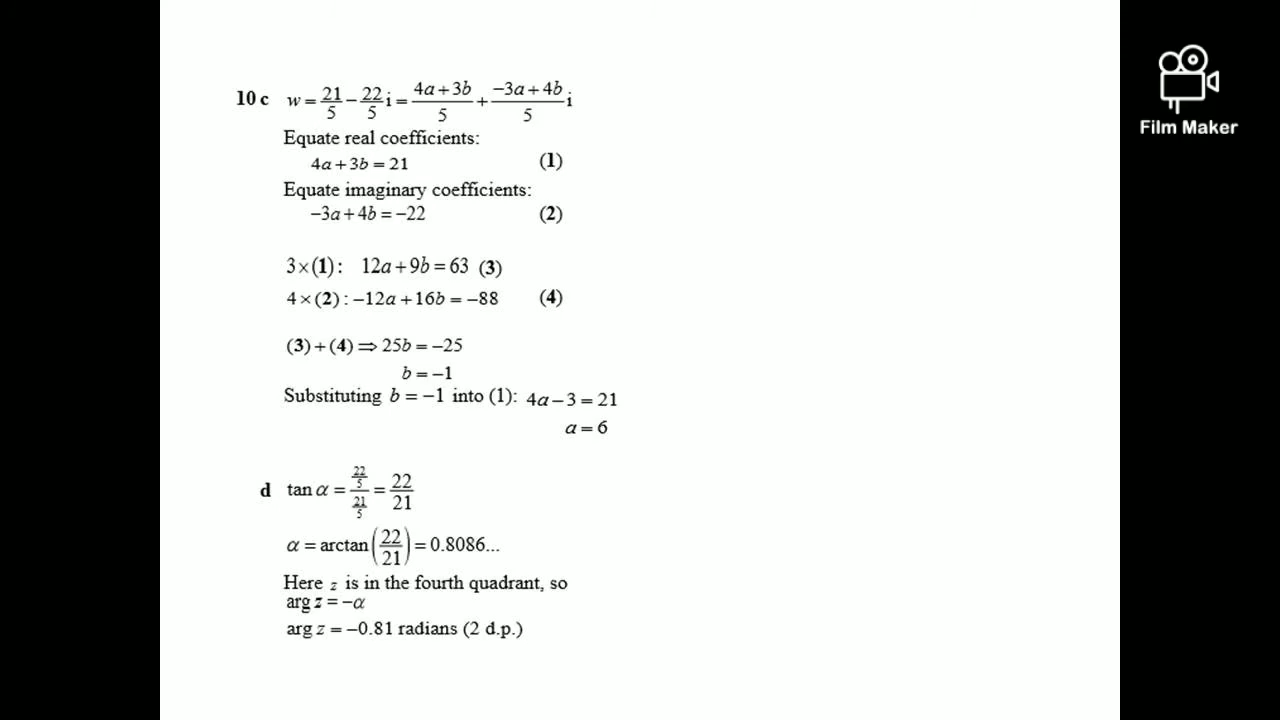 10 c w = 21/5 − 22/5 i = (4a + 3b)/5 + (−3a + 4b)/5 i
Equate real coefficients:
4a + 3b = 21 (1)
Equate imaginary coefficients:
−3a + 4b = −22 (2)
3 × (1) : 12a + 9b = 63 (3)
4 × (2) : −12a + 16b = −88 (4)
(3) + (4) ⇒ 25b = −25
b = −1
Substituting b = −1 into (1): 4a − 3 = 21
a = 6
d tan α = (22/5)/(21/5) = 22/21
α = arctan(22/21) = 0.8086...
Here z is in the fourth quadrant, so
arg z = −α
arg z = −0.81 radians (2 d.p.)
Film Maker